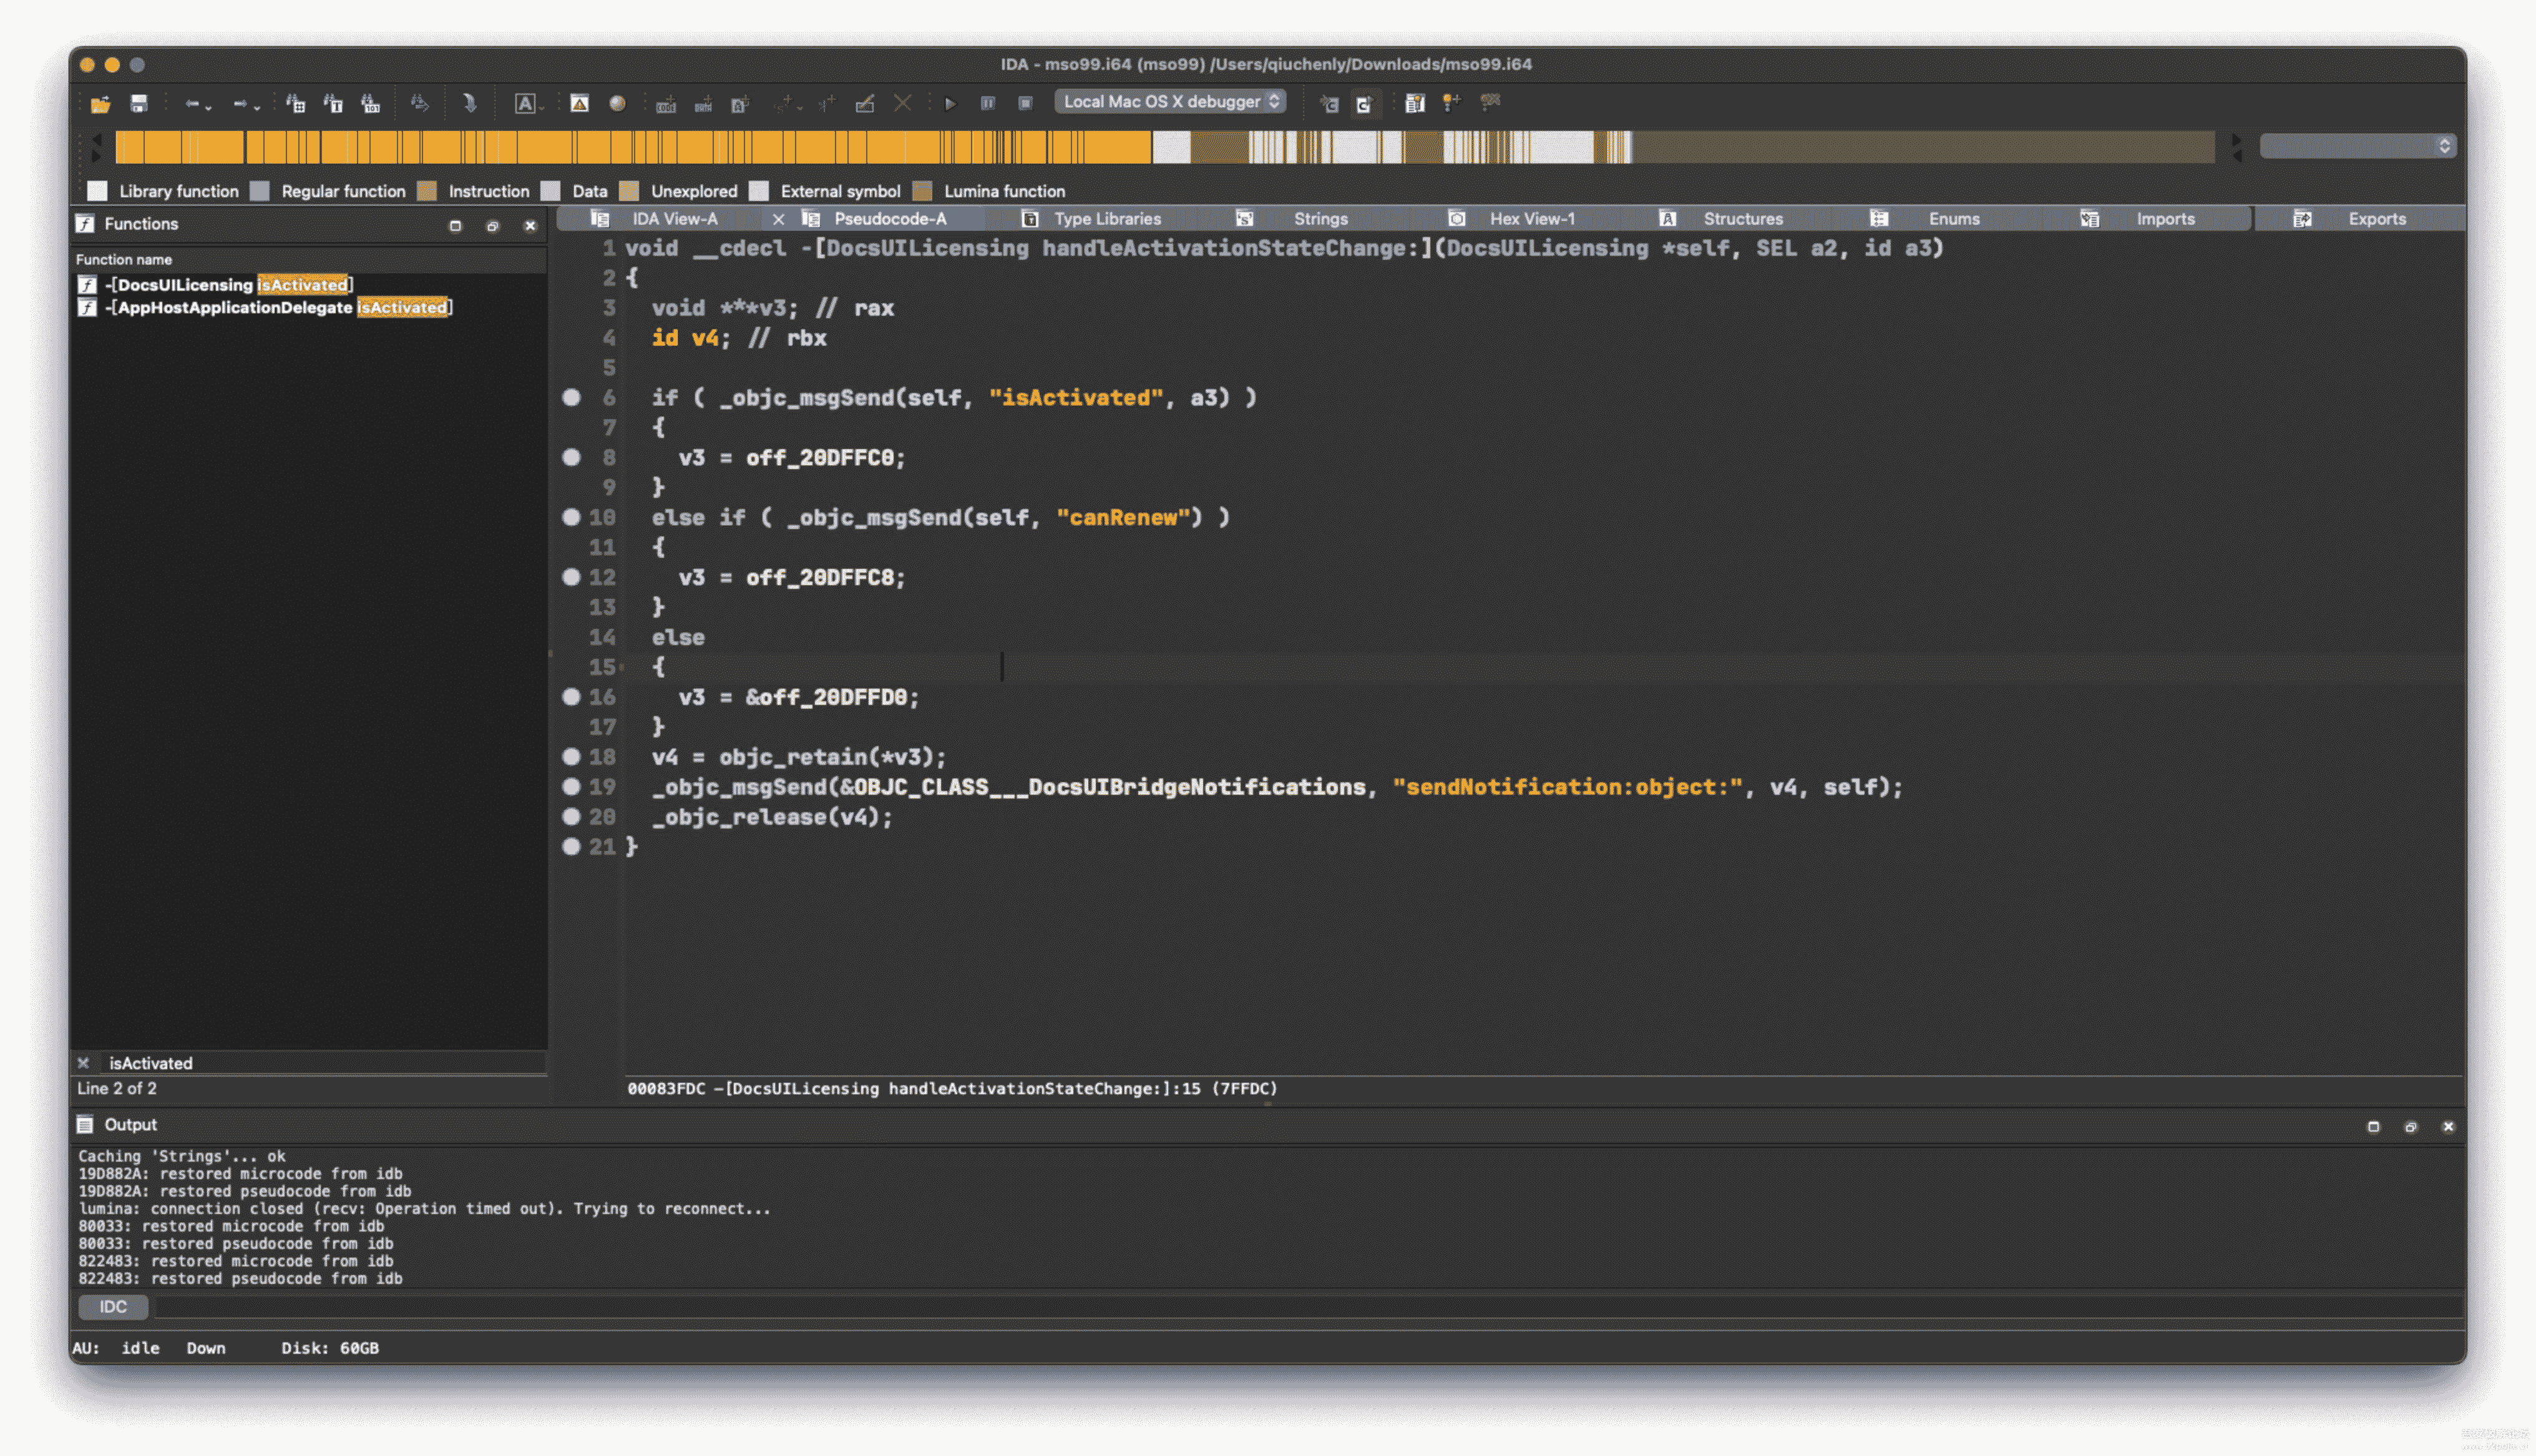 IDA - mso99.i64 (mso99) /Users/qiuchenly/Downloads/mso99.i64
Local Mac OS X debugger
Library function Regular function Instruction Data Unexplored External symbol Lumina function
Functions
Function name
-[DocsUILicensing isActivated]
-[AppHostApplicationDelegate isActivated]
isActivated
Line 2 of 2
IDA View-A Pseudocode-A Type Libraries Strings Hex View-1 Structures Enums Imports Exports
1 void __cdecl -[DocsUILicensing handleActivationStateChange:](DocsUILicensing *self, SEL a2, id a3)
2 {
3 void ***v3; // rax
4 id v4; // rbx
5
6 if ( _objc_msgSend(self, "isActivated", a3) )
7 {
8 v3 = off_20DFFC0;
9 }
10 else if ( _objc_msgSend(self, "canRenew") )
11 {
12 v3 = off_20DFFC8;
13 }
14 else
15 {
16 v3 = &off_20DFFD0;
17 }
18 v4 = objc_retain(*v3);
19 _objc_msgSend(&OBJC_CLASS___DocsUIBridgeNotifications, "sendNotification:object:", v4, self);
20 _objc_release(v4);
21 }
00083FDC -[DocsUILicensing handleActivationStateChange:]:15 (7FFDC)
Output
Caching 'Strings'... ok
19D882A: restored microcode from idb
19D882A: restored pseudocode from idb
lumina: connection closed (recv: Operation timed out). Trying to reconnect...
80033: restored microcode from idb
80033: restored pseudocode from idb
822483: restored microcode from idb
822483: restored pseudocode from idb
IDC
AU: idle Down Disk: 60GB